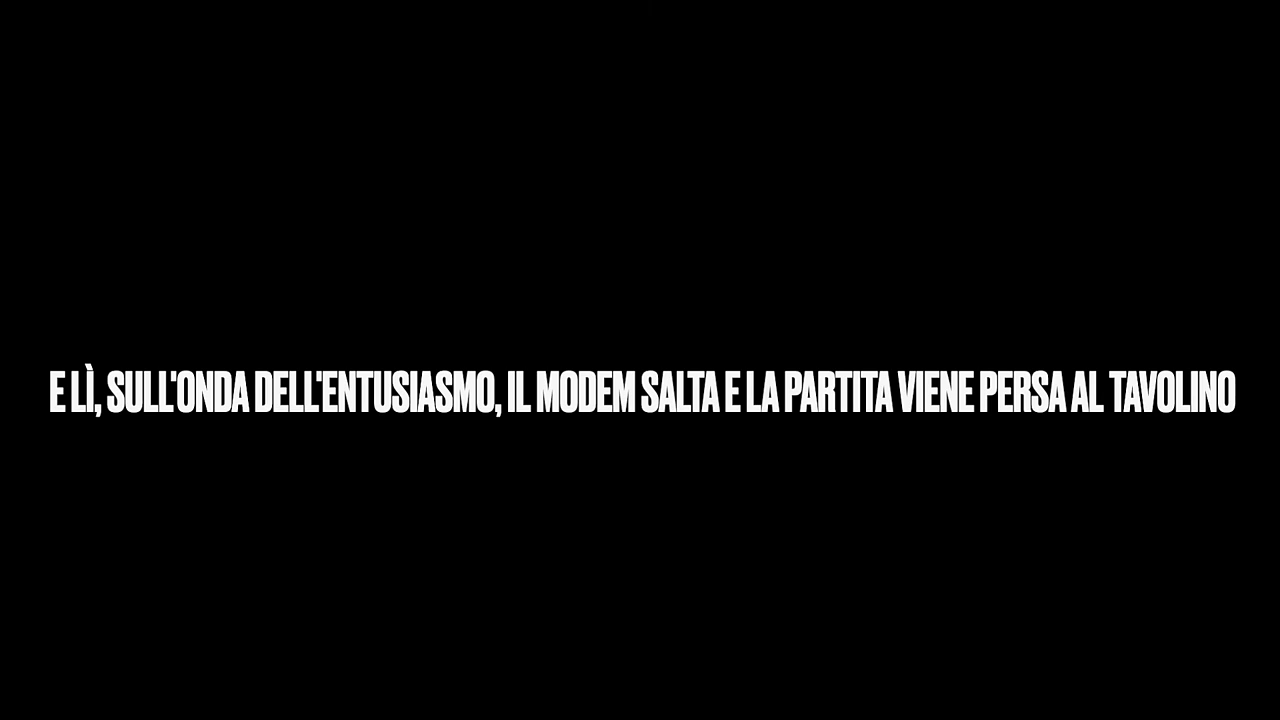 E LÌ, SULL'ONDA DELL'ENTUSIASMO, IL MODEM SALTA E LA PARTITA VIENE PERSA AL TAVOLINO